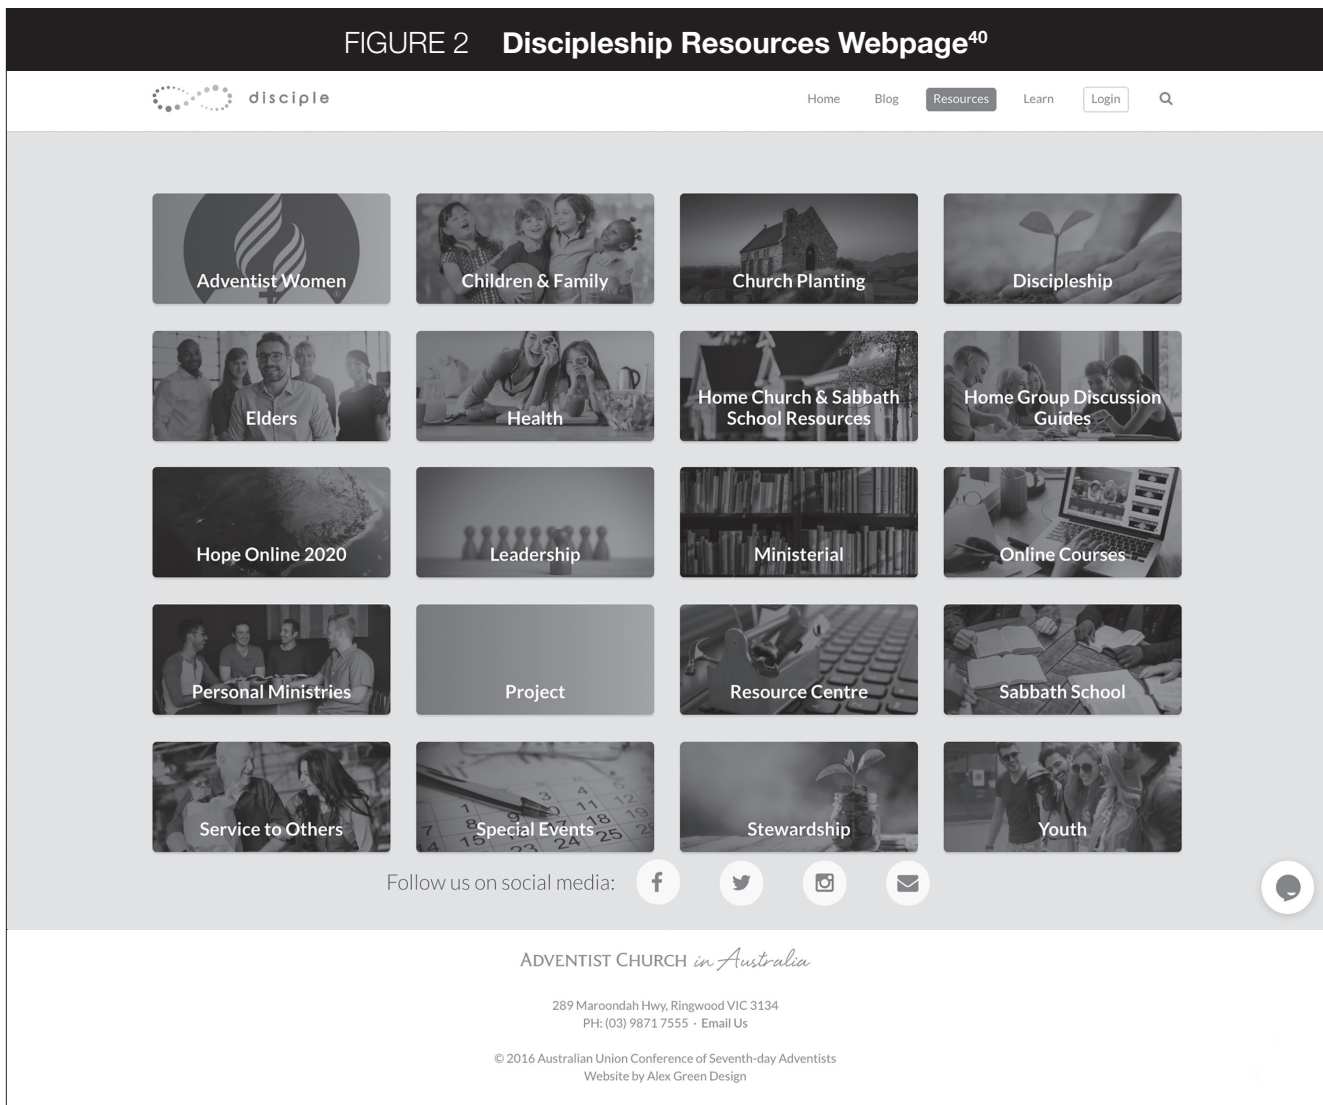 FIGURE 2 Discipleship Resources Webpage⁴⁰
disciple
Home Blog Resources Learn Login
Adventist Women
Children & Family
Church Planting
Discipleship
Elders
Health
Home Church & Sabbath
School Resources
Home Group Discussion
Guides
Hope Online 2020
Leadership
Ministerial
Online Courses
Personal Ministries
Project
Resource Centre
Sabbath School
Service to Others
Special Events
Stewardship
Youth
Follow us on social media:
ADVENTIST CHURCH in Australia
289 Maroondah Hwy, Ringwood VIC 3134
PH: (03) 9871 7555 · Email Us
© 2016 Australian Union Conference of Seventh-day Adventists
Website by Alex Green Design